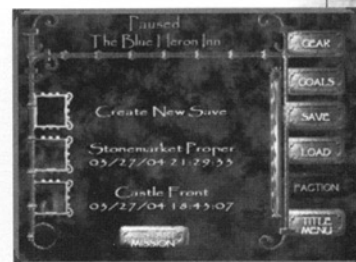 Paused
The Blue Heron Inn
GEAR
GOALS
Create New Save
SAVE
Stonemarket Proper
03/27/04 21:29:33
LOAD
Castle Front
03/27/04 18:43:07
FACTION
TITLE
MENU
MISSION